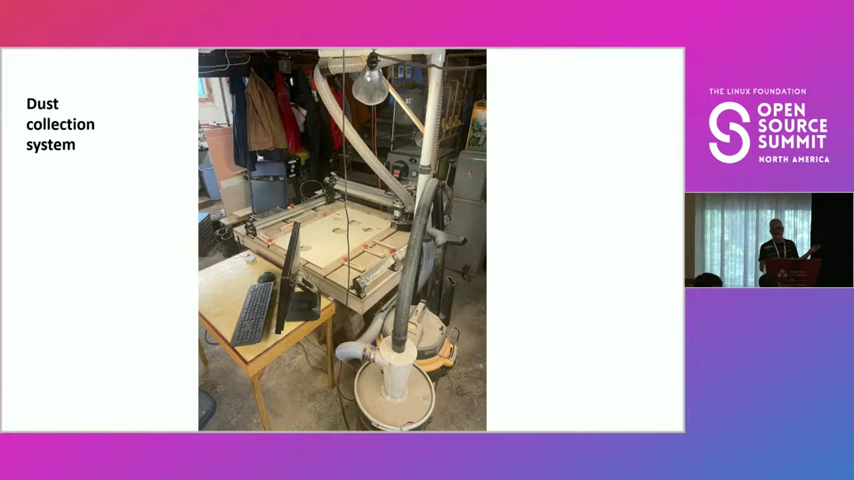 Dust
collection
system
THE LINUX FOUNDATION
OPEN
SOURCE
SUMMIT
NORTH AMERICA